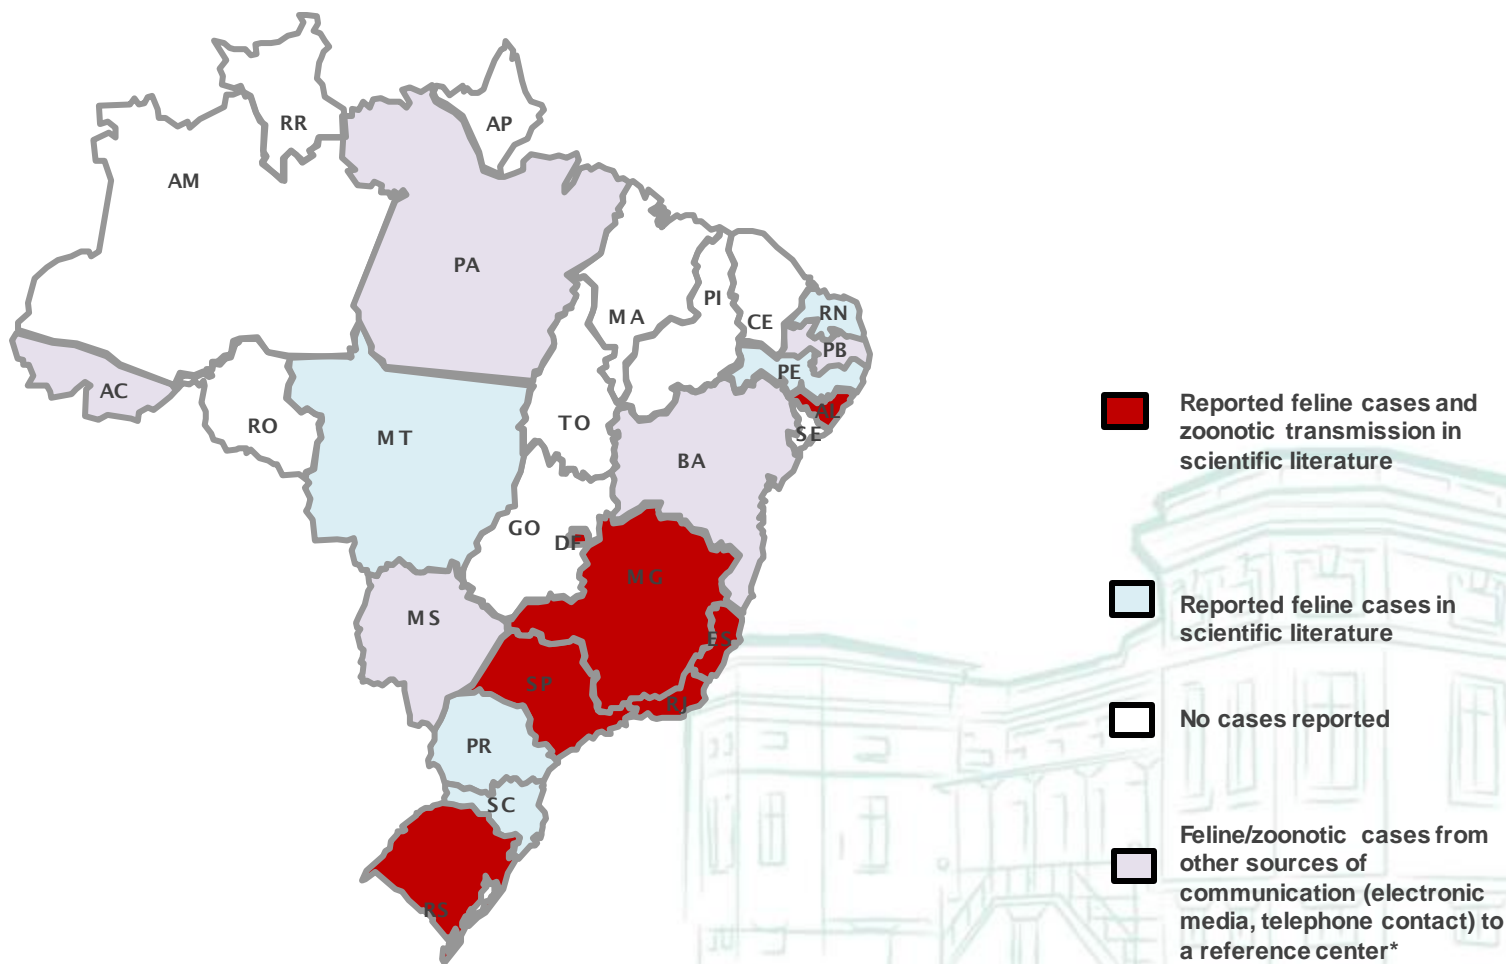 RR
AP
AM
PA
MA
PI
CE
RN
PB
PE
AC
AL
SE
RO
MT
TO
BA
GO
DF
MG
MS
ES
SP
RJ
PR
SC
RS
Reported feline cases and
zoonotic transmission in
scientific literature
Reported feline cases in
scientific literature
No cases reported
Feline/zoonotic cases from
other sources of
communication (electronic
media, telephone contact) to
a reference center*